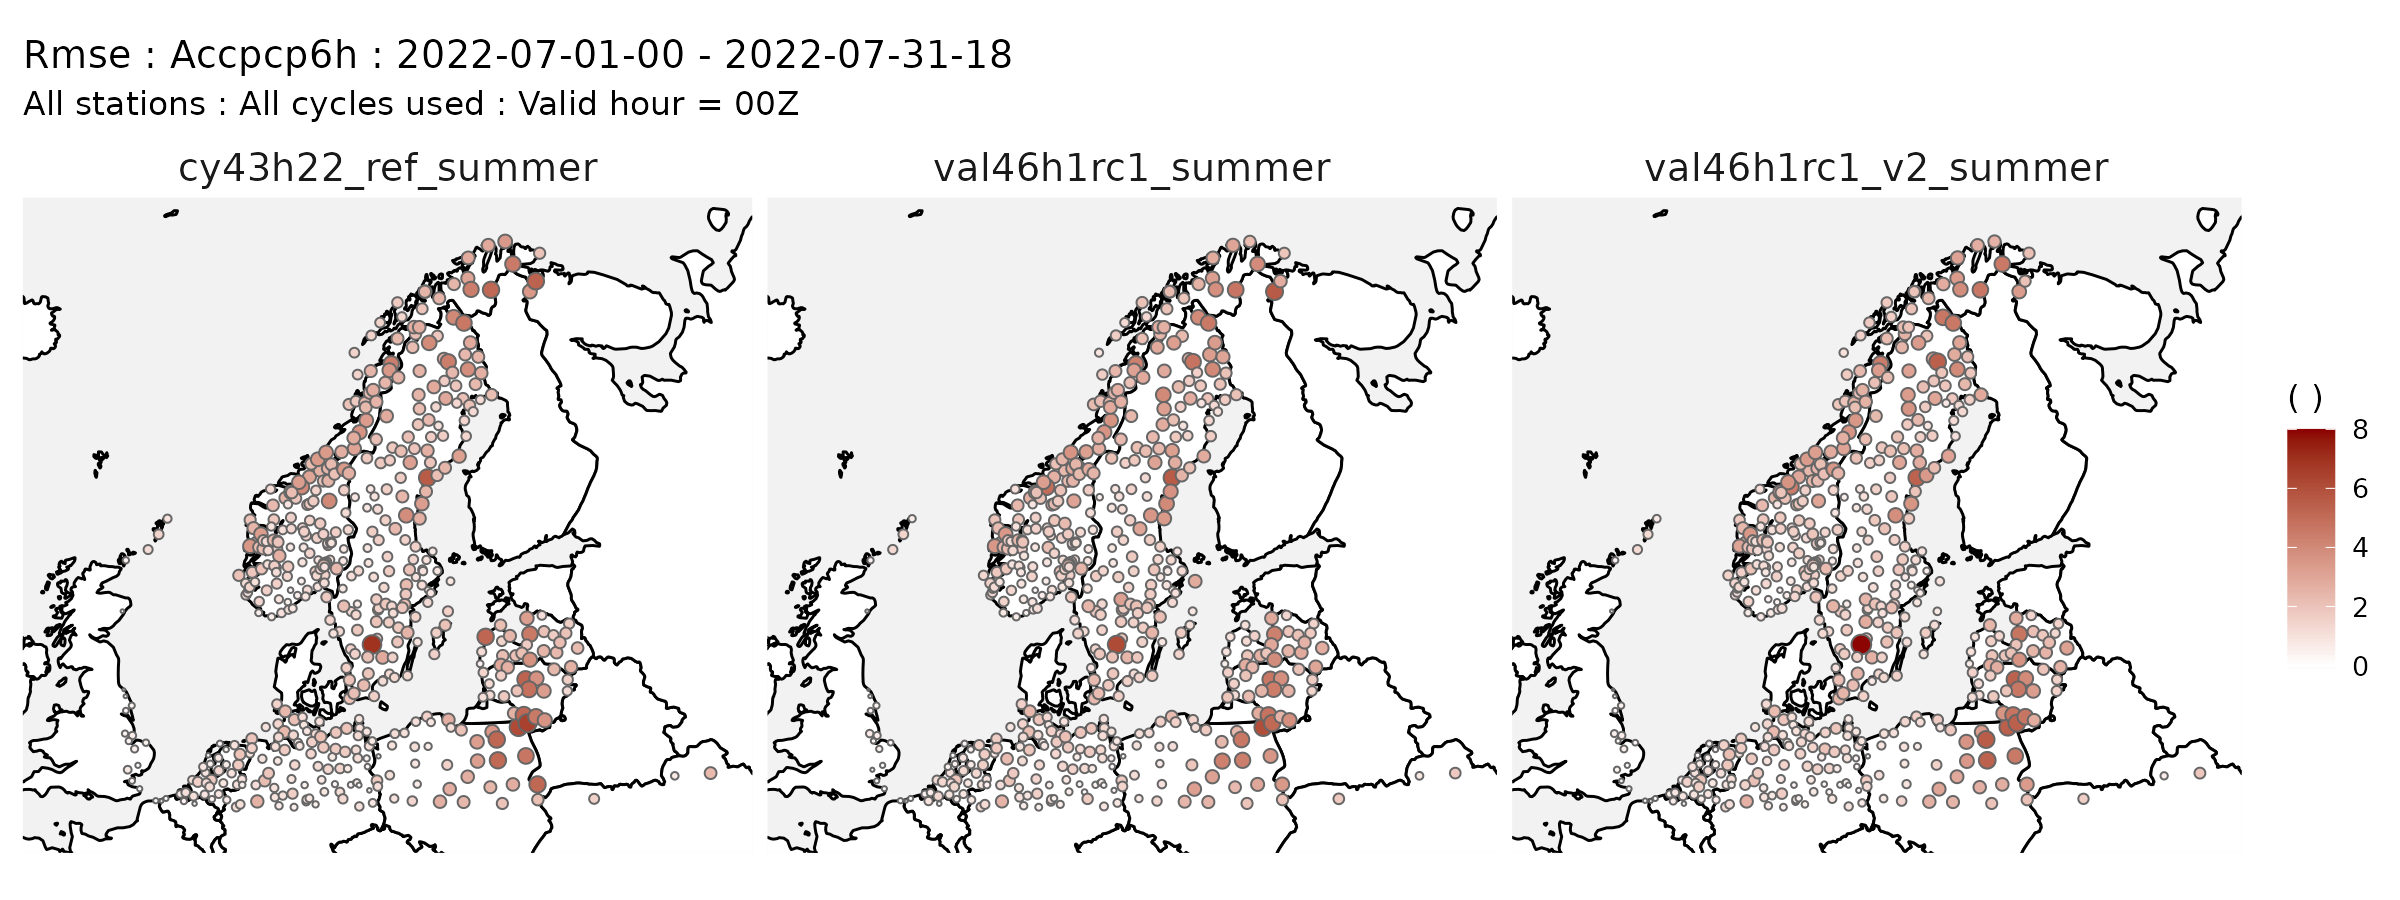 Rmse : Accpcp6h : 2022-07-01-00 - 2022-07-31-18
All stations : All cycles used : Valid hour = 00Z
cy43h22_ref_summer
val46h1rc1_summer
val46h1rc1_v2_summer
( )
8
6
4
2
0